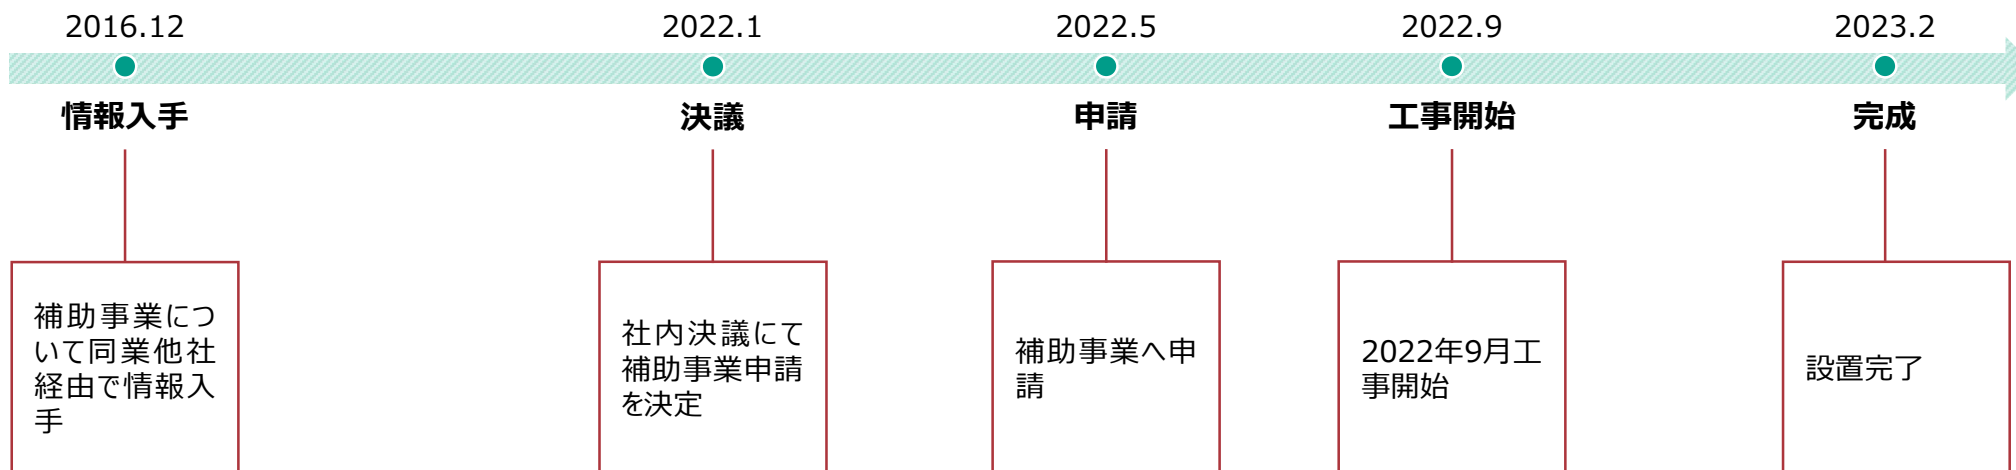 2016.12
2022.1
2022.5
2022.9
2023.2
情報入手
決議
申請
工事開始
完成
補助事業につ
いて同業他社
経由で情報入
手
社内決議にて
補助事業申請
を決定
補助事業へ申
請
2022年9月工
事開始
設置完了